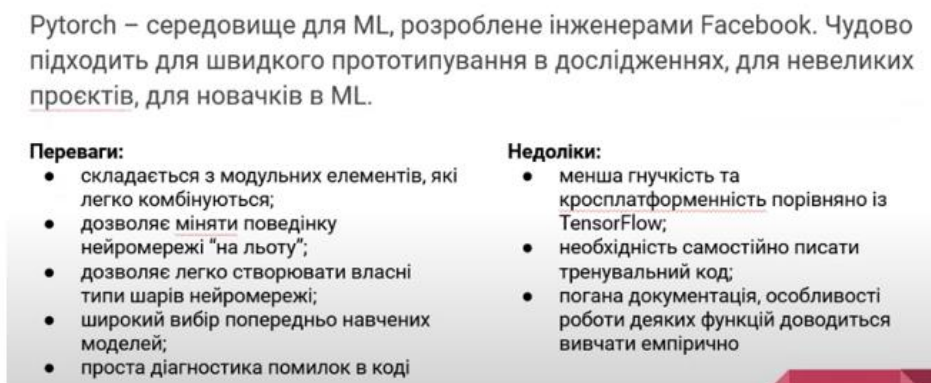 Pytorch – середовище для ML, розроблене інженерами Facebook. Чудово
підходить для швидкого прототипування в дослідженнях, для невеликих
проєктів, для новачків в ML.
Переваги:
● складається з модульних елементів, які
легко комбінуються;
● дозволяє міняти поведінку
нейромережі “на льоту”;
● дозволяє легко створювати власні
типи шарів нейромережі;
● широкий вибір попередньо навчених
моделей;
● проста діагностика помилок в коді
Недоліки:
● менша гнучкість та
кросплатформенність порівняно із
TensorFlow;
● необхідність самостійно писати
тренувальний код;
● погана документація, особливості
роботи деяких функцій доводиться
вивчати емпірично